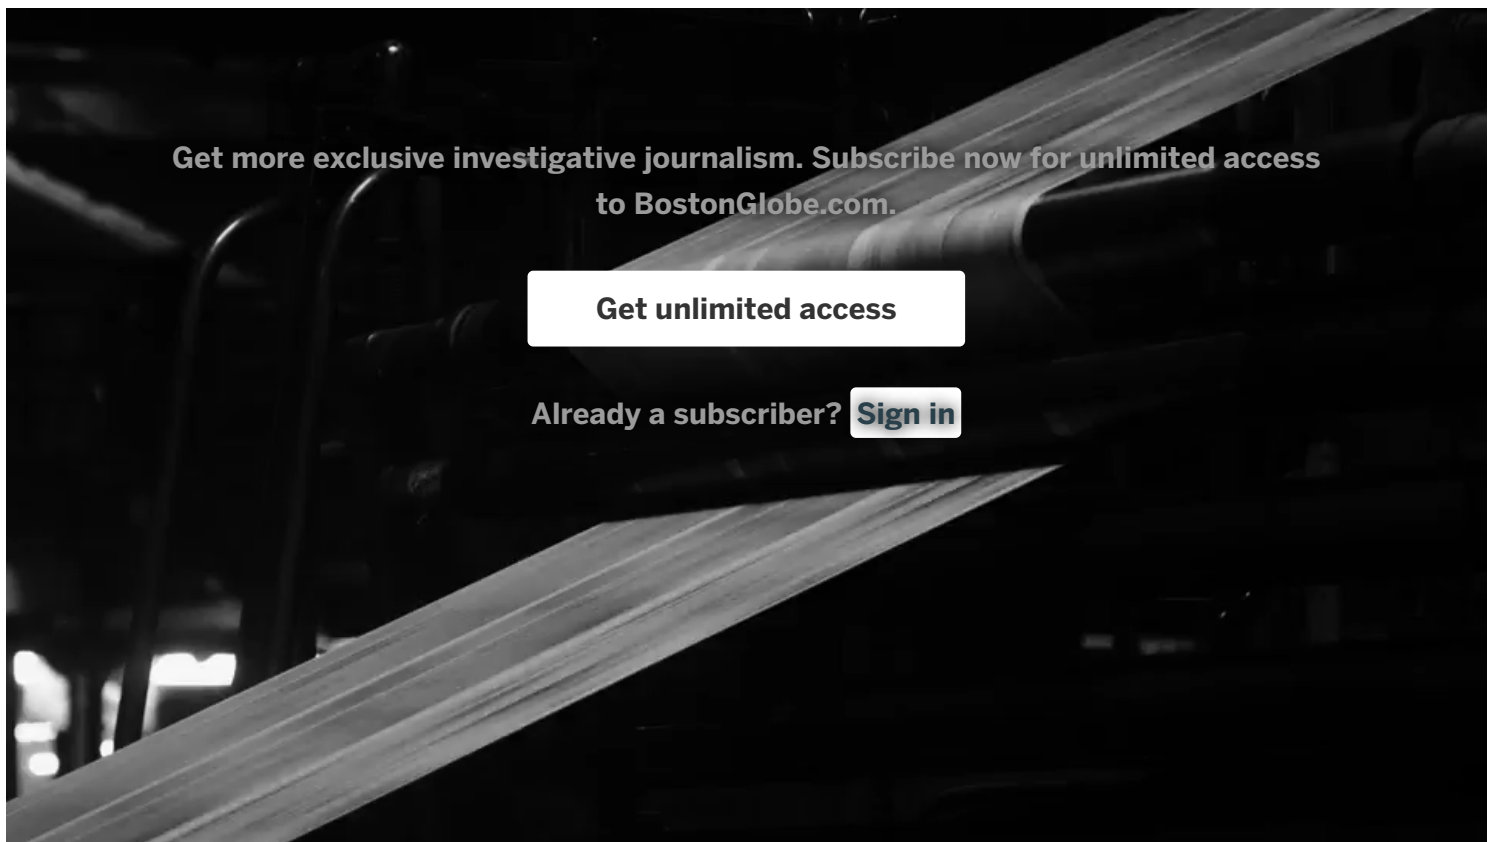 Get more exclusive investigative journalism. Subscribe now for unlimited access
to BostonGlobe.com.
Get unlimited access
Already a subscriber? Sign in